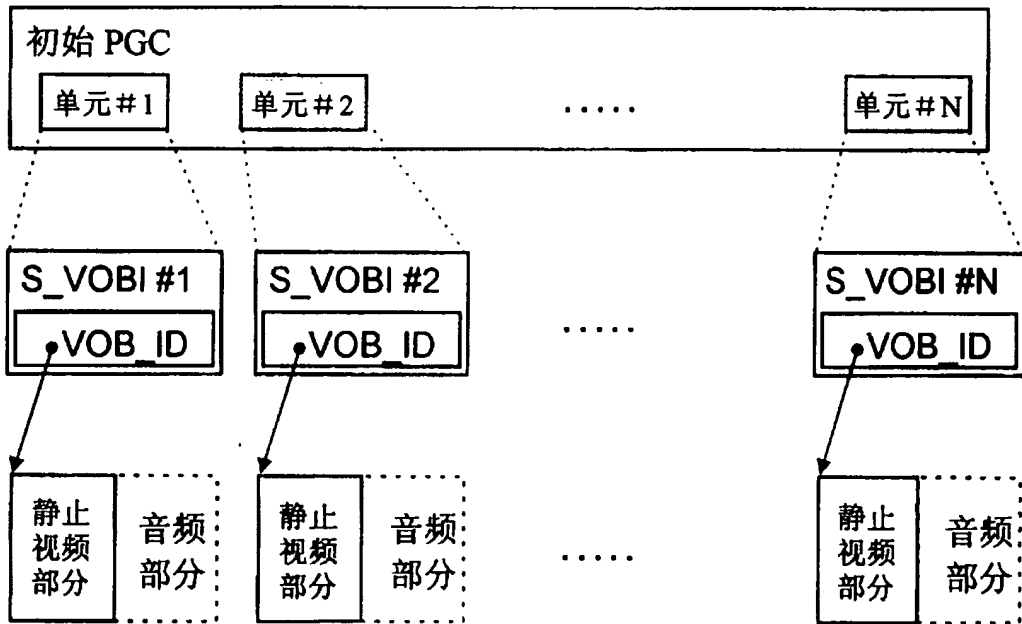 初始 PGC
单元#1 单元#2 ..... 单元#N
S_VOBI #1 S_VOBI #2 S_VOBI #N
VOB_ID VOB_ID ..... VOB_ID
静止 静止 静止
视频 视频 视频
部分 部分 部分
音频 音频 音频
部分 部分 ..... 部分